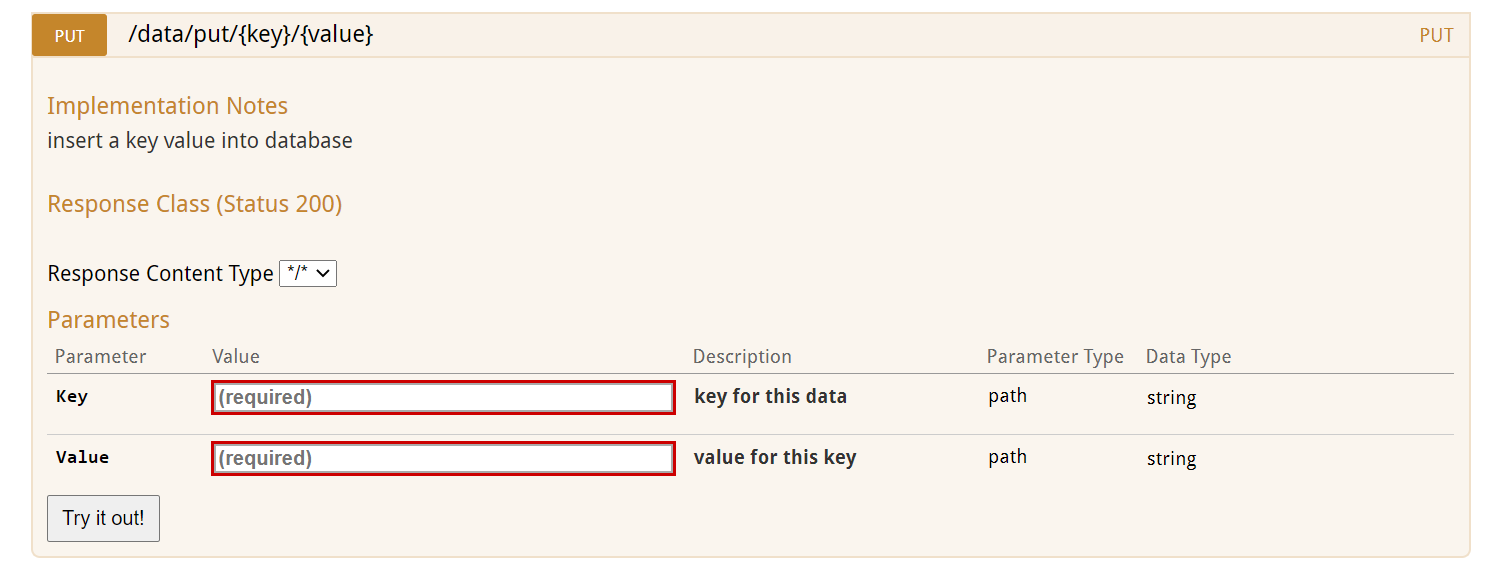 PUT /data/put/{key}/{value} PUT
Implementation Notes
insert a key value into database
Response Class (Status 200)
Response Content Type */*
Parameters
Parameter Value Description Parameter Type Data Type
Key (required) key for this data path string
Value (required) value for this key path string
Try it out!